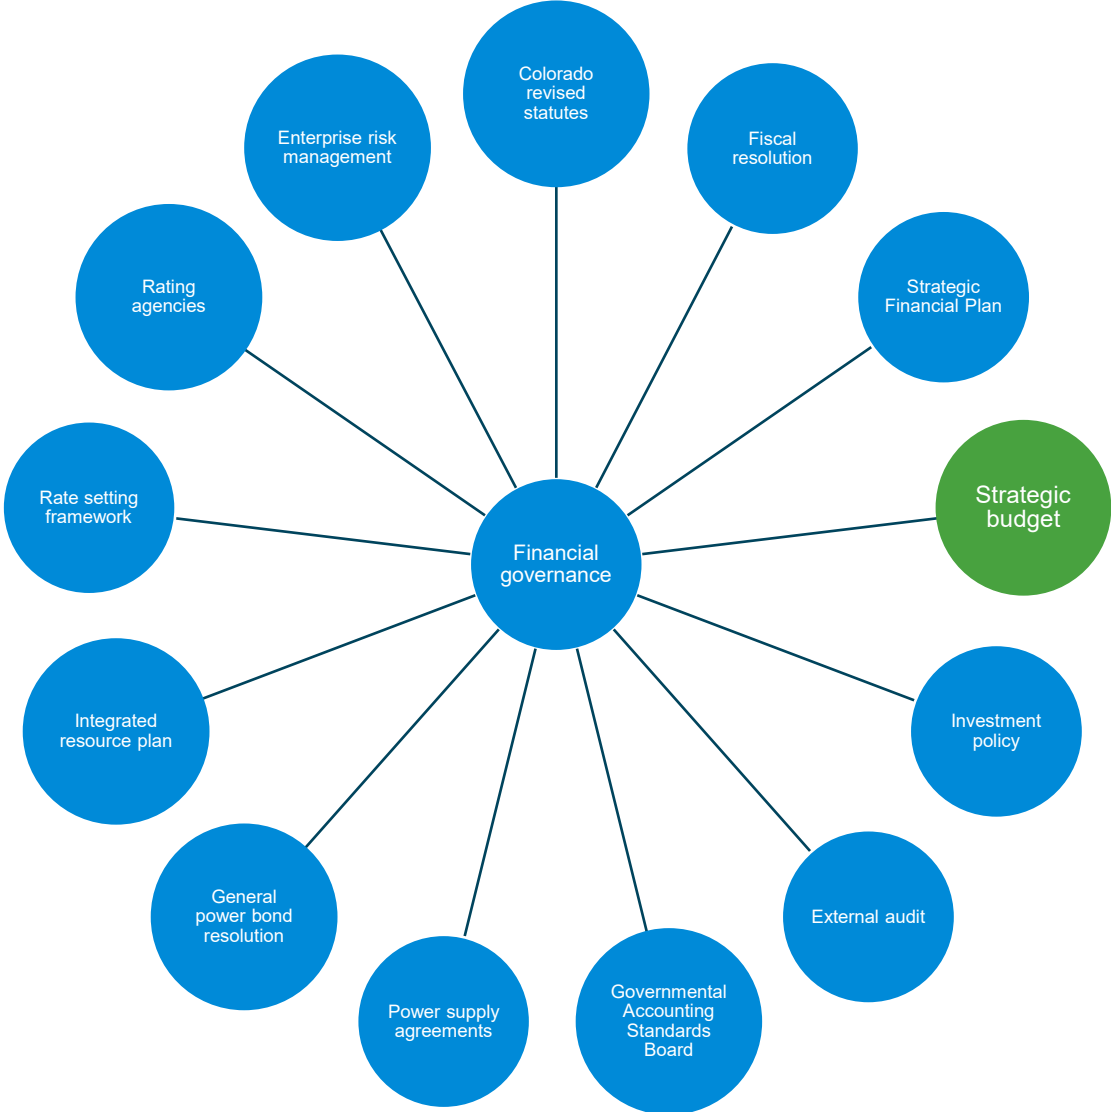 Colorado
revised
statutes
Fiscal
resolution
Strategic
Financial Plan
Strategic
budget
Investment
policy
External audit
Governmental
Accounting
Standards
Board
Power supply
agreements
General
power bond
resolution
Integrated
resource plan
Rate setting
framework
Rating
agencies
Enterprise risk
management
Financial
governance